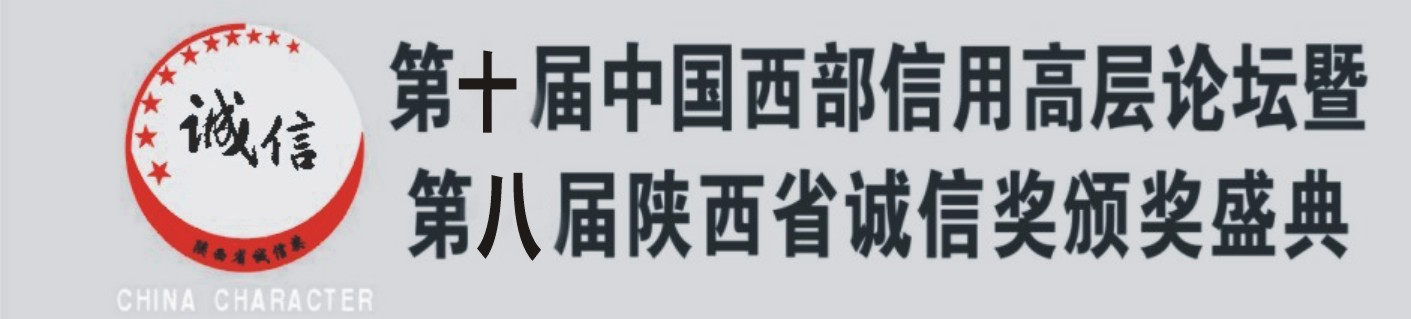 诚信
陕西省诚信奖
CHINA CHARACTER
第十届中国西部信用高层论坛暨
第八届陕西省诚信奖颁奖盛典